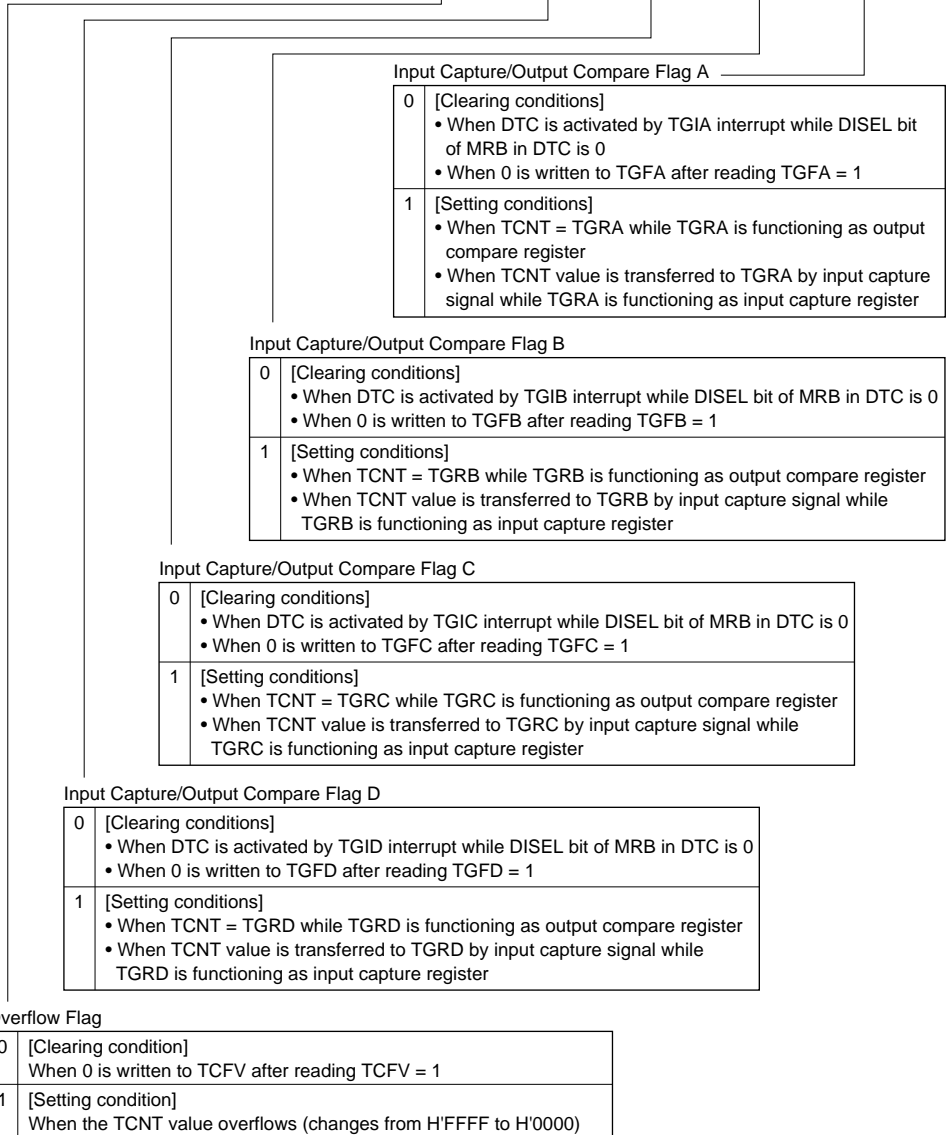 Input Capture/Output Compare Flag A
0 [Clearing conditions]
• When DTC is activated by TGIA interrupt while DISEL bit
of MRB in DTC is 0
• When 0 is written to TGFA after reading TGFA = 1
1 [Setting conditions]
• When TCNT = TGRA while TGRA is functioning as output
compare register
• When TCNT value is transferred to TGRA by input capture
signal while TGRA is functioning as input capture register
Input Capture/Output Compare Flag B
0 [Clearing conditions]
• When DTC is activated by TGIB interrupt while DISEL bit of MRB in DTC is 0
• When 0 is written to TGFB after reading TGFB = 1
1 [Setting conditions]
• When TCNT = TGRB while TGRB is functioning as output compare register
• When TCNT value is transferred to TGRB by input capture signal while
TGRB is functioning as input capture register
Input Capture/Output Compare Flag C
0 [Clearing conditions]
• When DTC is activated by TGIC interrupt while DISEL bit of MRB in DTC is 0
• When 0 is written to TGFC after reading TGFC = 1
1 [Setting conditions]
• When TCNT = TGRC while TGRC is functioning as output compare register
• When TCNT value is transferred to TGRC by input capture signal while
TGRC is functioning as input capture register
Input Capture/Output Compare Flag D
0 [Clearing conditions]
• When DTC is activated by TGID interrupt while DISEL bit of MRB in DTC is 0
• When 0 is written to TGFD after reading TGFD = 1
1 [Setting conditions]
• When TCNT = TGRD while TGRD is functioning as output compare register
• When TCNT value is transferred to TGRD by input capture signal while
TGRD is functioning as input capture register
verflow Flag
0 [Clearing condition]
When 0 is written to TCFV after reading TCFV = 1
1 [Setting condition]
When the TCNT value overflows (changes from H'FFFF to H'0000)